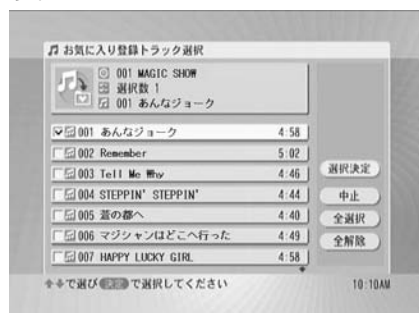 お気に入り登録トラック選択
001 MAGIC SHOW
選択数 1
001 あんなジョーク
001 あんなジョーク 4:58
002 Remember 5:02
003 Tell Me Why 4:46
004 STEPPIN' STEPPIN' 4:44
005 蒼の都へ 4:40
006 マジシャンはどこへ行った 4:49
007 HAPPY LUCKY GIRL 4:58
選択決定
中止
全選択
全解除
で選び 決定 で選択してください
10:10AM